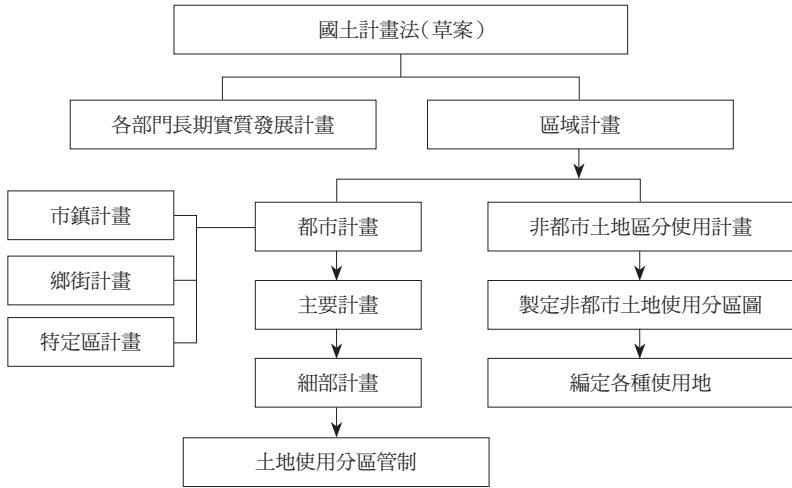 國土計畫法(草案)
各部門長期實質發展計畫
區域計畫
市鎮計畫
都市計畫
非都市土地區分使用計畫
鄉街計畫
主要計畫
製定非都市土地使用分區圖
特定區計畫
細部計畫
編定各種使用地
土地使用分區管制